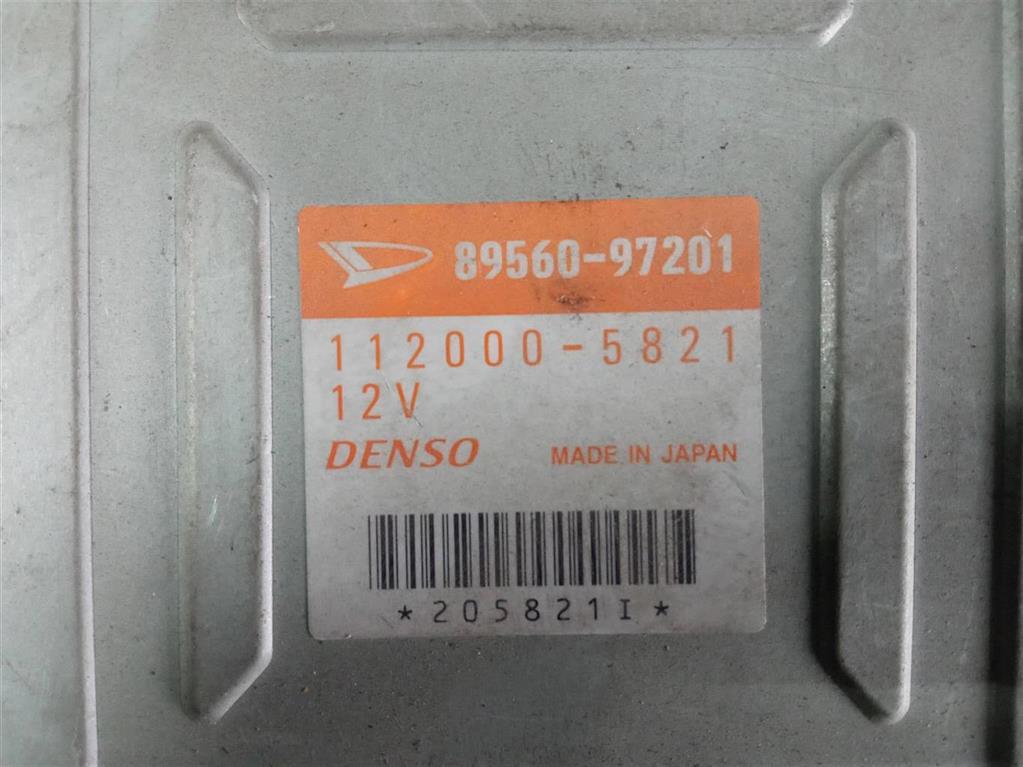 89560-97201
112000-5821
12V
DENSO MADE IN JAPAN
*205821I*